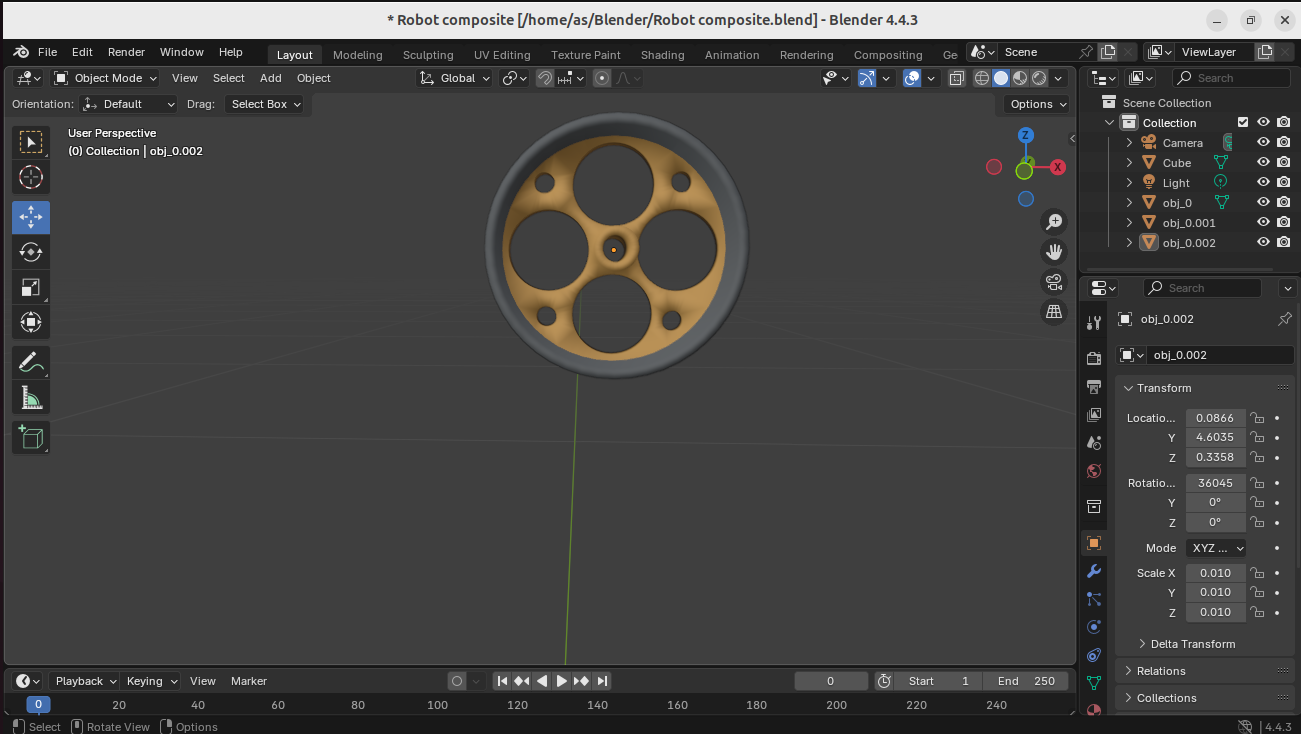 * Robot composite [/home/as/Blender/Robot composite.blend] - Blender 4.4.3
File Edit Render Window Help Layout Modeling Sculpting UV Editing Texture Paint Shading Animation Rendering Compositing Ge Scene ViewLayer
Object Mode View Select Add Object Global Search
Orientation: Default Drag: Select Box Options
User Perspective
(0) Collection | obj_0.002
Z
X
Scene Collection
Collection
Camera
Cube
Light
obj_0
obj_0.001
obj_0.002
Search
obj_0.002
obj_0.002
Transform
Locatio... 0.0866
Y 4.6035
Z 0.3358
Rotatio... 36045
Y 0°
Z 0°
Mode XYZ ...
Scale X 0.010
Y 0.010
Z 0.010
Delta Transform
Relations
Collections
Playback Keying View Marker 0 Start 1 End 250
0 20 40 60 80 100 120 140 160 180 200 220 240
Select Rotate View Options 4.4.3